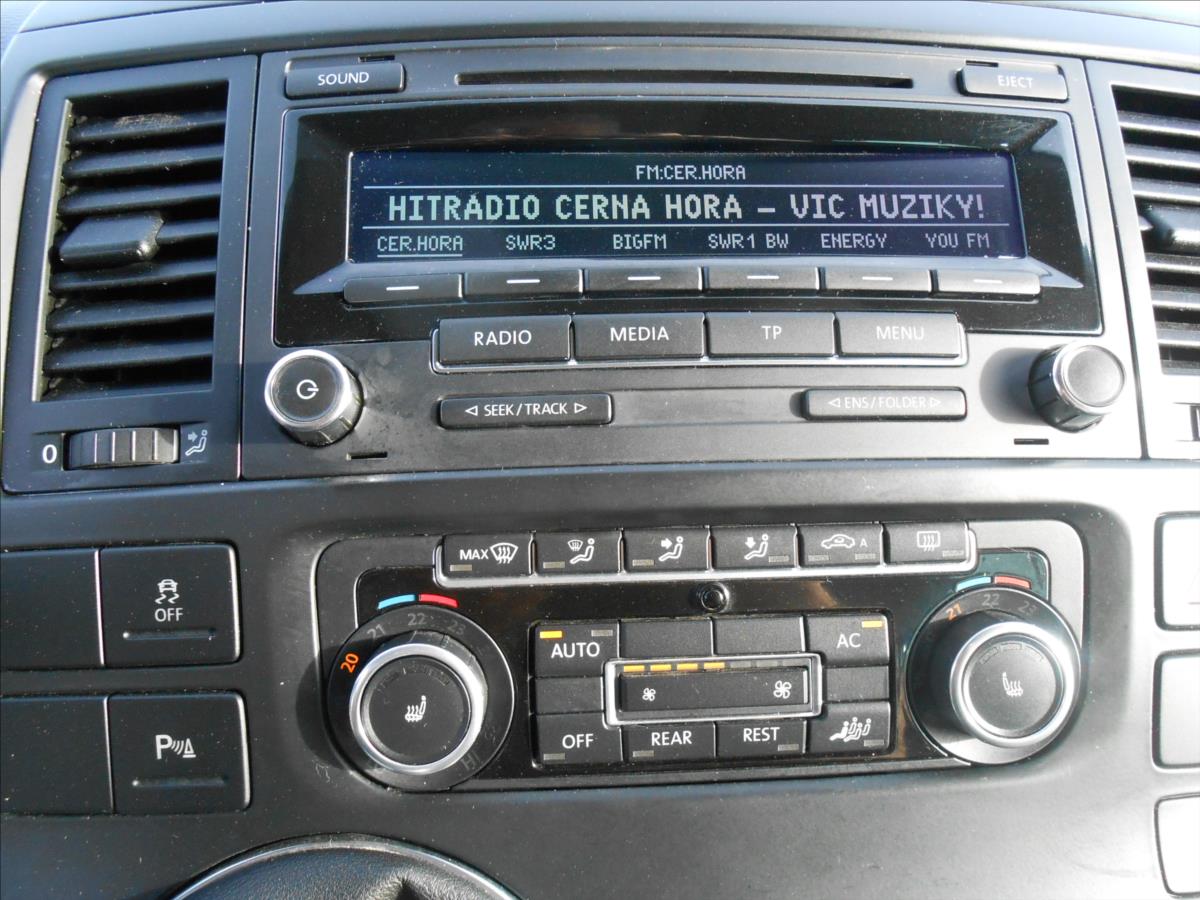 SOUND
EJECT
FM:CER.HORA
HITRÁDIO CERNA HORA – VIC MUZIKY!
CER.HORA SWR3 BIGFM SWR1 BW ENERGY YOU FM
RADIO MEDIA TP MENU
◁ SEEK/TRACK ▷
◁ ENS/FOLDER ▷
0
MAX
A
OFF
20 21 22 23
21 22 23
AUTO
AC
OFF REAR REST
HI
P